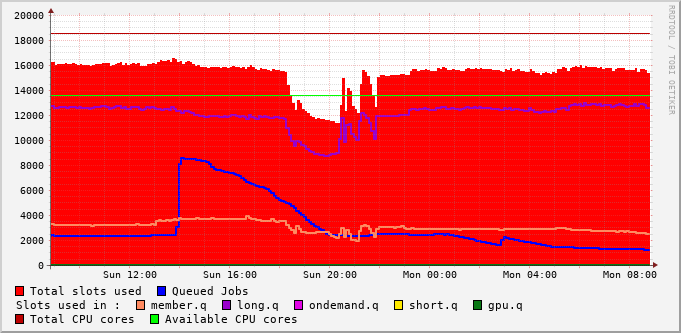 20000
18000
16000
14000
12000
10000
8000
6000
4000
2000
0
Sun 12:00 Sun 16:00 Sun 20:00 Mon 00:00 Mon 04:00 Mon 08:00
Total slots used Queued Jobs
Slots used in : member.q long.q ondemand.q short.q gpu.q
Total CPU cores Available CPU cores
RRDTOOL / TOBI OETIKER